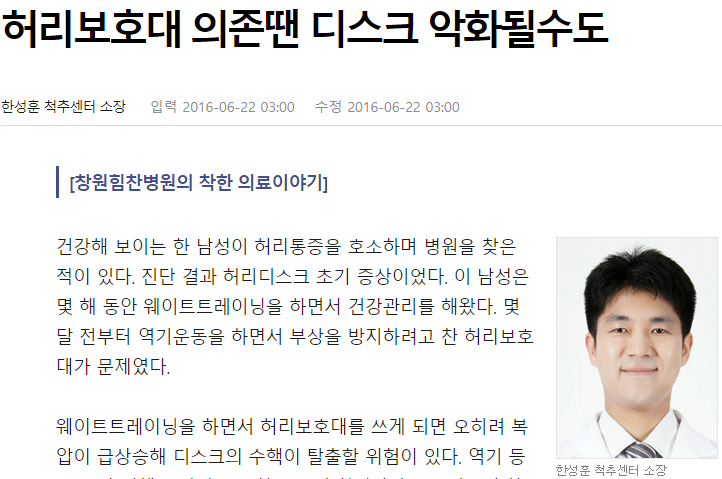 허리보호대 의존땐 디스크 악화될수도
한성훈 척추센터 소장 입력 2016-06-22 03:00 수정 2016-06-22 03:00
[창원힘찬병원의 착한 의료이야기]
건강해 보이는 한 남성이 허리통증을 호소하며 병원을 찾은
적이 있다. 진단 결과 허리디스크 초기 증상이었다. 이 남성은
몇 해 동안 웨이트트레이닝을 하면서 건강관리를 해왔다. 몇
달 전부터 역기운동을 하면서 부상을 방지하려고 찬 허리보호
대가 문제였다.
웨이트트레이닝을 하면서 허리보호대를 쓰게 되면 오히려 복
압이 급상승해 디스크의 수핵이 탈출할 위험이 있다. 역기 등
한성훈 척추센터 소장